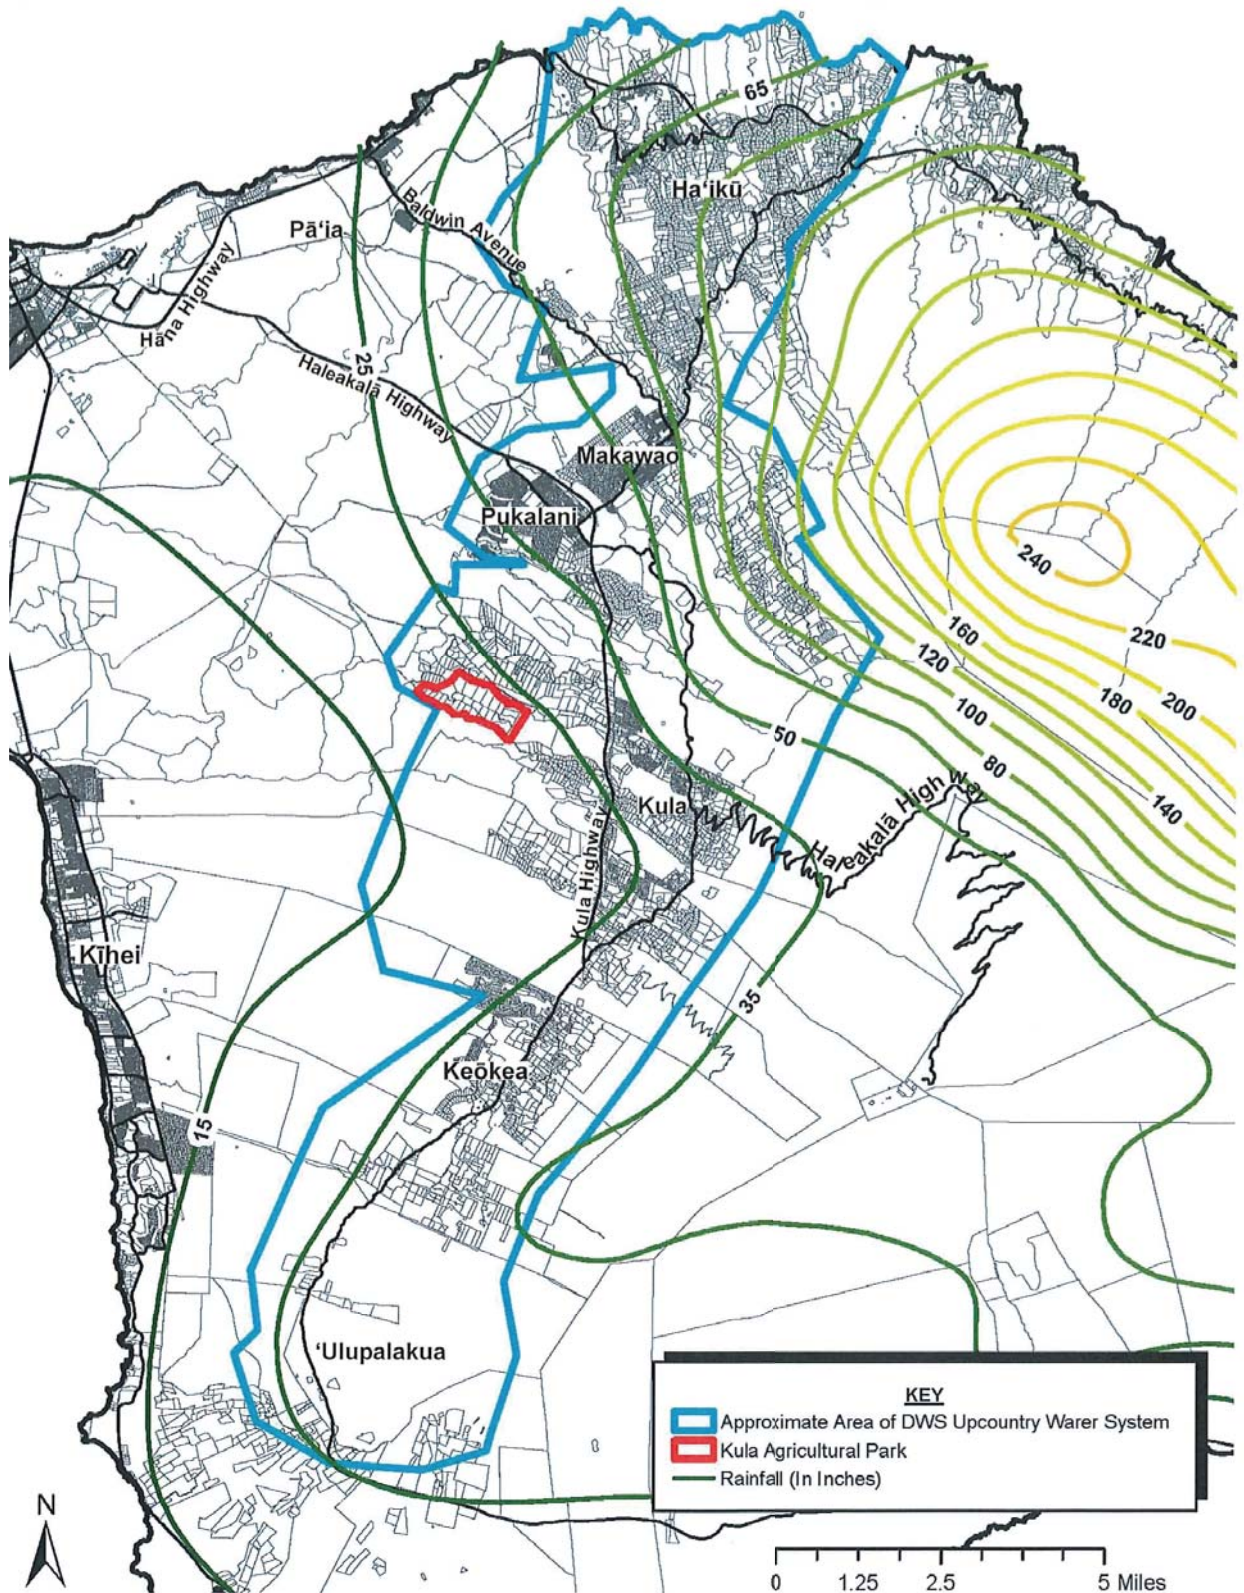 65
Ha‘ikū
Baldwin Avenue
Pā‘ia
Hāna Highway
25
Haleakalā Highway
Makawao
Pukalani
240
220
160
120
200
180
100
50
80
140
Kula
Haleakalā Highway
Kula Highway
Kīhei
35
Keōkea
15
‘Ulupalakua
KEY
Approximate Area of DWS Upcountry Warer System
Kula Agricultural Park
Rainfall (In Inches)
N
0 1.25 2.5 5 Miles